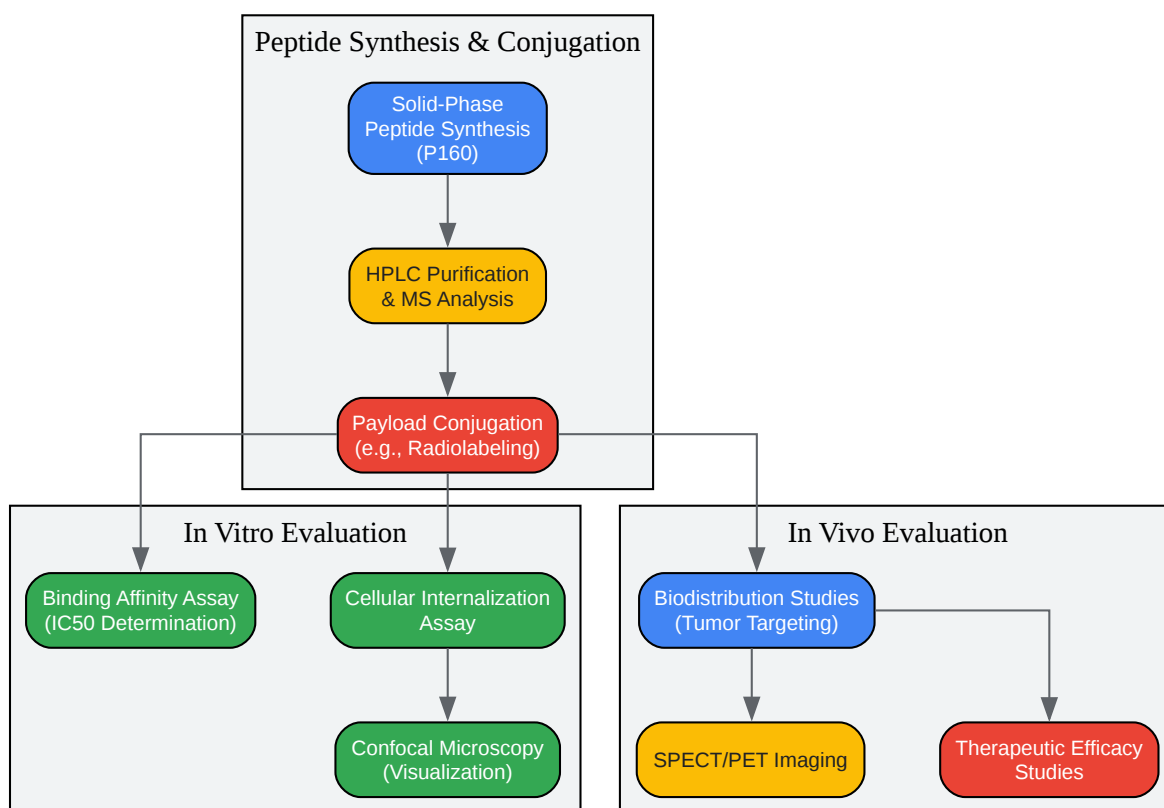 Peptide Synthesis & Conjugation
Solid-Phase
Peptide Synthesis
(P160)
HPLC Purification
& MS Analysis
Payload Conjugation
(e.g., Radiolabeling)
In Vitro Evaluation
Binding Affinity Assay
(IC50 Determination)
Cellular Internalization
Assay
Confocal Microscopy
(Visualization)
In Vivo Evaluation
Biodistribution Studies
(Tumor Targeting)
SPECT/PET Imaging
Therapeutic Efficacy
Studies